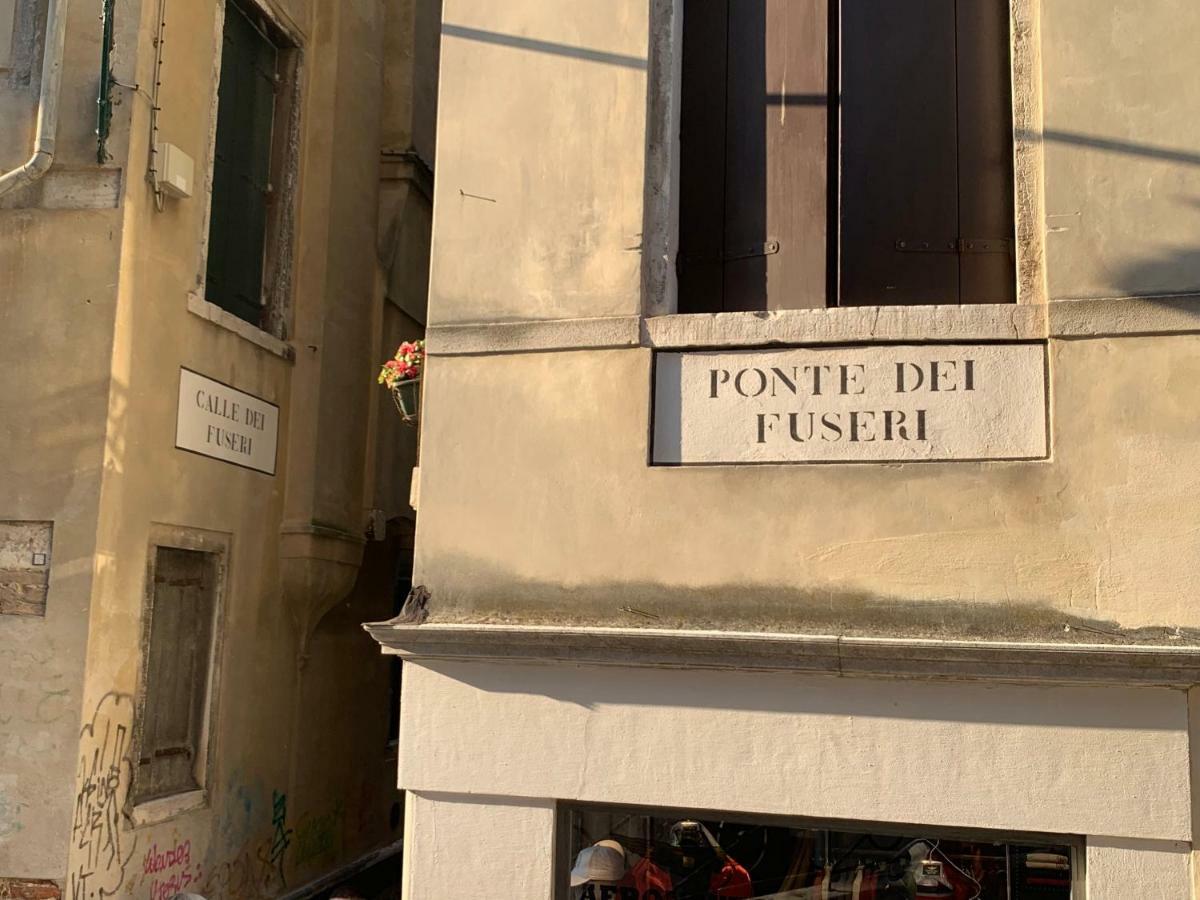 CALLE DEI
FUSERI
PONTE DEI
FUSERI